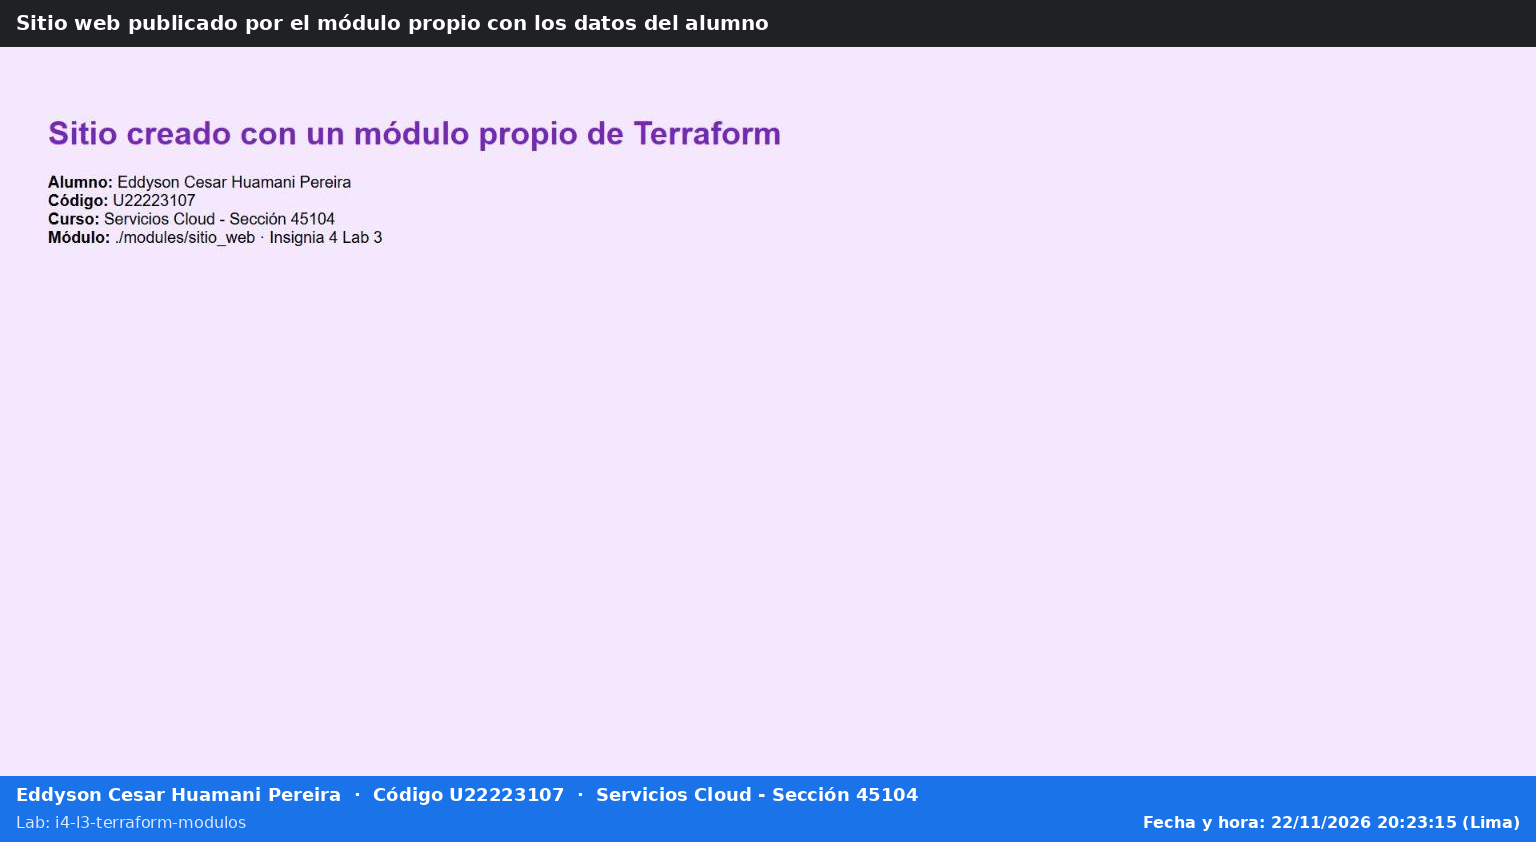 Sitio web publicado por el módulo propio con los datos del alumno
Sitio creado con un módulo propio de Terraform
Alumno: Eddyson Cesar Huamani Pereira
Código: U22223107
Curso: Servicios Cloud - Sección 45104
Módulo: ./modules/sitio_web · Insignia 4 Lab 3
Eddyson Cesar Huamani Pereira · Código U22223107 · Servicios Cloud - Sección 45104
Lab: i4-l3-terraform-modulos
Fecha y hora: 22/11/2026 20:23:15 (Lima)